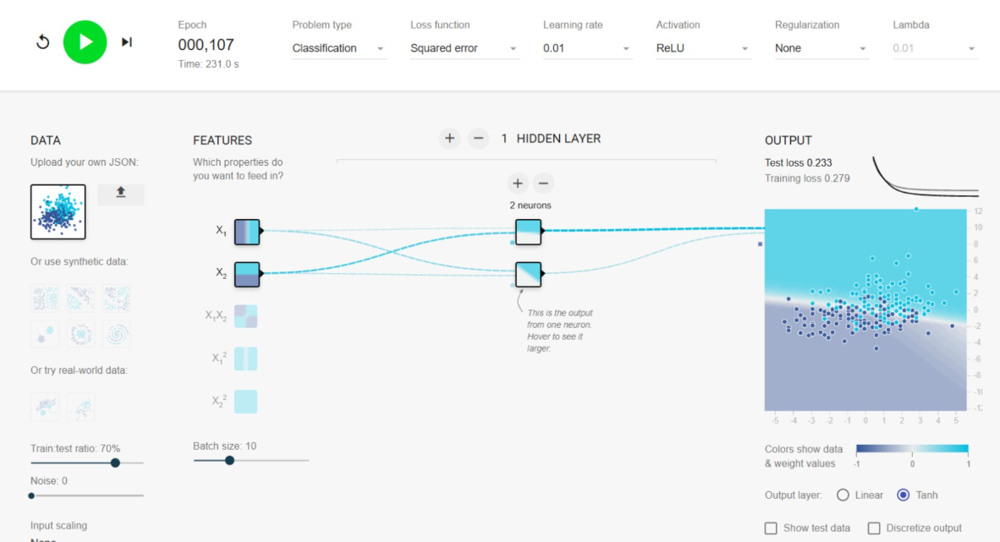 Epoch
000,107
Time: 231.0 s
Problem type
Classification
Loss function
Squared error
Learning rate
0.01
Activation
ReLU
Regularization
None
Lambda
0.01
DATA
Upload your own JSON:
Or use synthetic data:
Or try real-world data:
Train:test ratio: 70%
Noise: 0
Input scaling
None
FEATURES
Which properties do
you want to feed in?
X₁
X₂
X₁X₂
X₁²
X₂²
Batch size: 10
1 HIDDEN LAYER
2 neurons
This is the output
from one neuron.
Hover to see it
larger.
OUTPUT
Test loss 0.233
Training loss 0.279
12
10
8
6
4
2
0
-2
-4
-6
-8
-5 -4 -3 -2 -1 0 1 2 3 4 5
Colors show data
& weight values
-1 0 1
Output layer: Linear Tanh
Show test data Discretize output